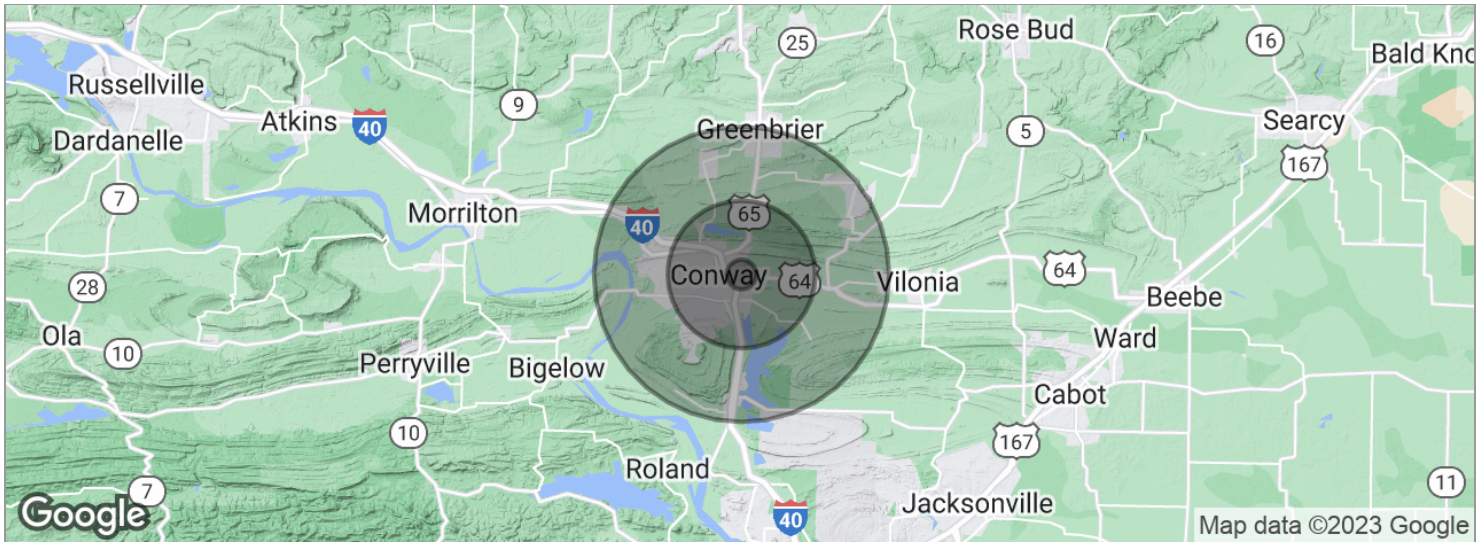 Rose Bud
25
16
Bald Kno
Russellville
9
Atkins
40
Searcy
Greenbrier
5
Dardanelle
167
7
Morrilton
65
40
64
Conway
64
Vilonia
28
Beebe
Ola
10
Ward
Perryville
Bigelow
Cabot
10
167
Roland
7
11
Jacksonville
Google
40
Map data ©2023 Google